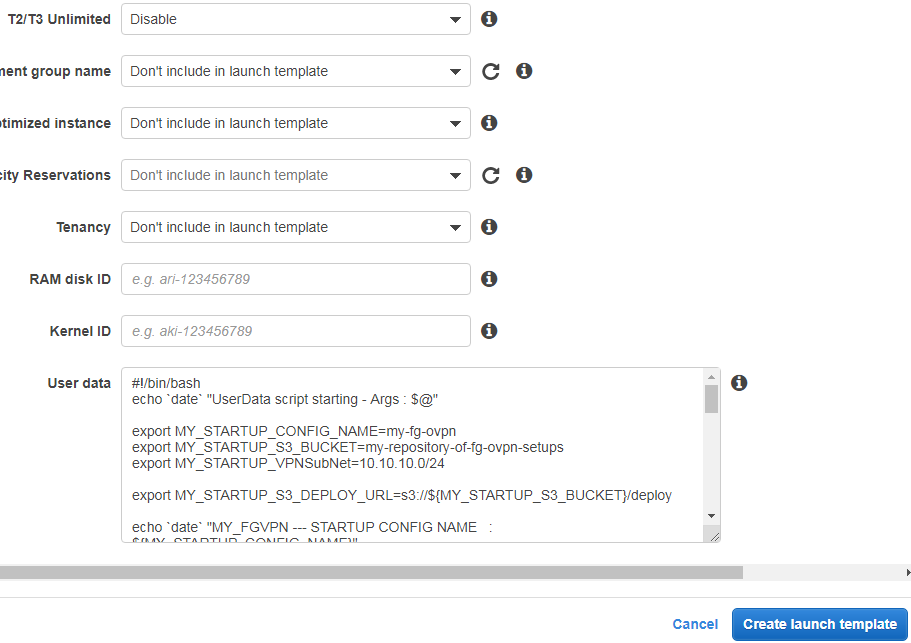 T2/T3 Unlimited Disable
ment group name Don't include in launch template
timized instance Don't include in launch template
city Reservations Don't include in launch template
Tenancy Don't include in launch template
RAM disk ID e.g. ari-123456789
Kernel ID e.g. aki-123456789
User data #!/bin/bash
echo `date` "UserData script starting - Args : $@"
export MY_STARTUP_CONFIG_NAME=my-fg-ovpn
export MY_STARTUP_S3_BUCKET=my-repository-of-fg-ovpn-setups
export MY_STARTUP_VPNSubNet=10.10.10.0/24
export MY_STARTUP_S3_DEPLOY_URL=s3://${MY_STARTUP_S3_BUCKET}/deploy
echo `date` "MY_FGVPN --- STARTUP CONFIG NAME :
${MY_STARTUP_CONFIG_NAME}"
Cancel Create launch template